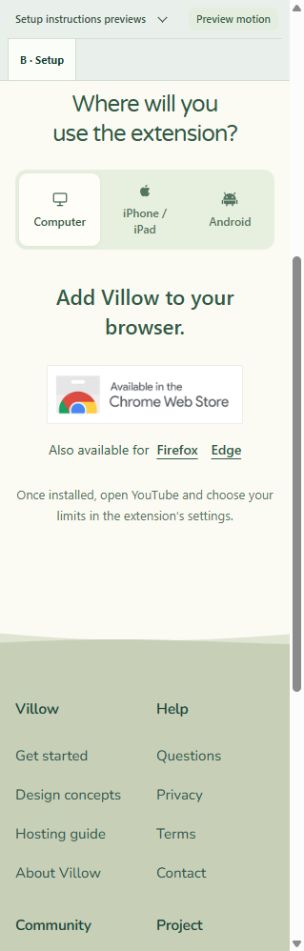 Setup instructions previews
Preview motion
B - Setup
Where will you
use the extension?
Computer
iPhone /
iPad
Android
Add Villow to your
browser.
Available in the
Chrome Web Store
Also available for Firefox Edge
Once installed, open YouTube and choose your
limits in the extension's settings.
Villow
Help
Get started
Questions
Design concepts
Privacy
Hosting guide
Terms
About Villow
Contact
Community
Project